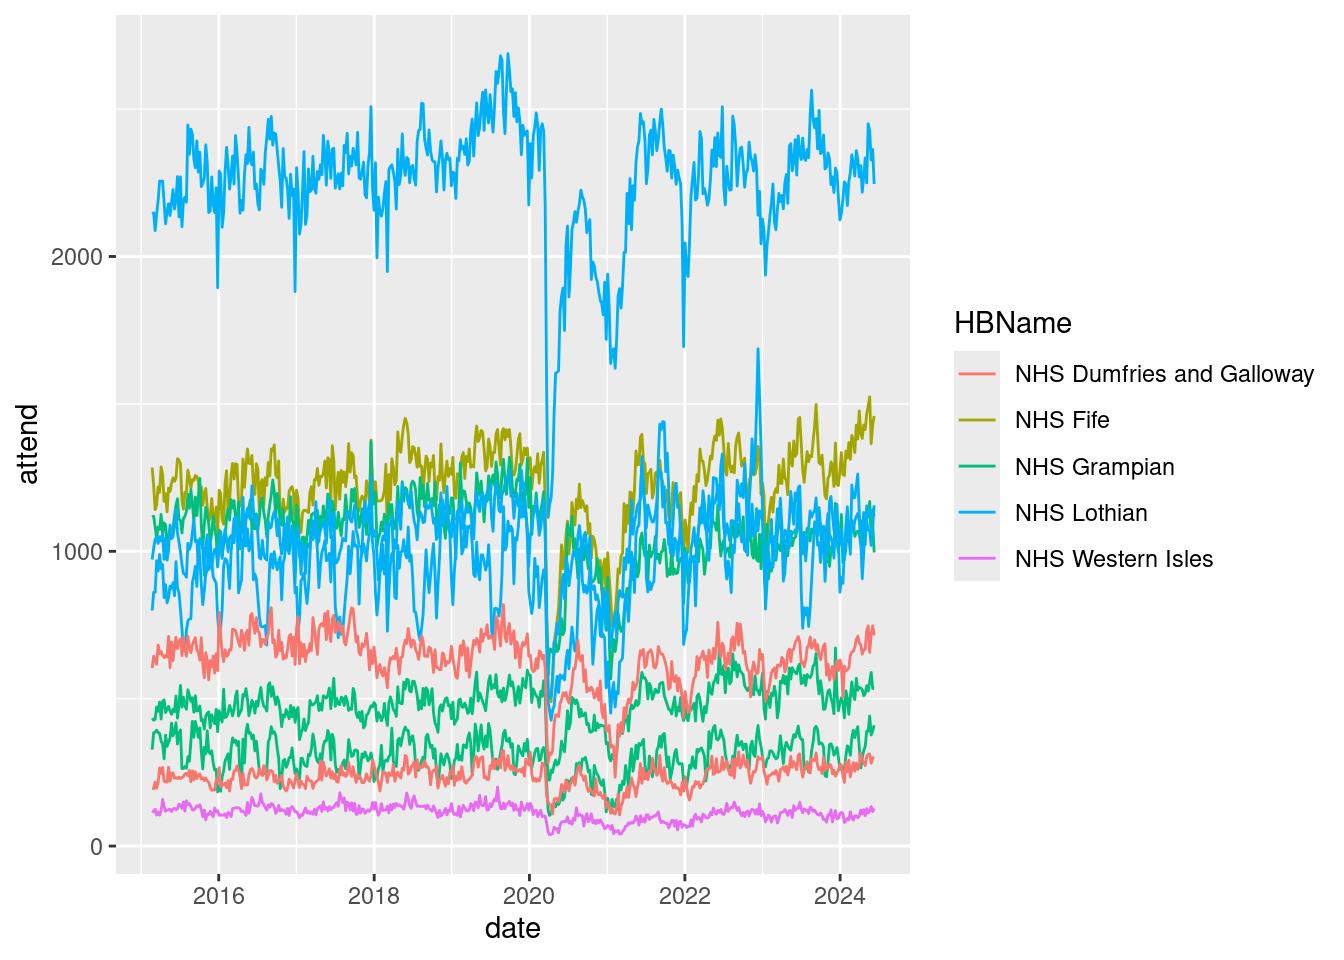 2000
1000
0
attend
2016
2018
2020
2022
2024
date
HBName
NHS Dumfries and Galloway
NHS Fife
NHS Grampian
NHS Lothian
NHS Western Isles